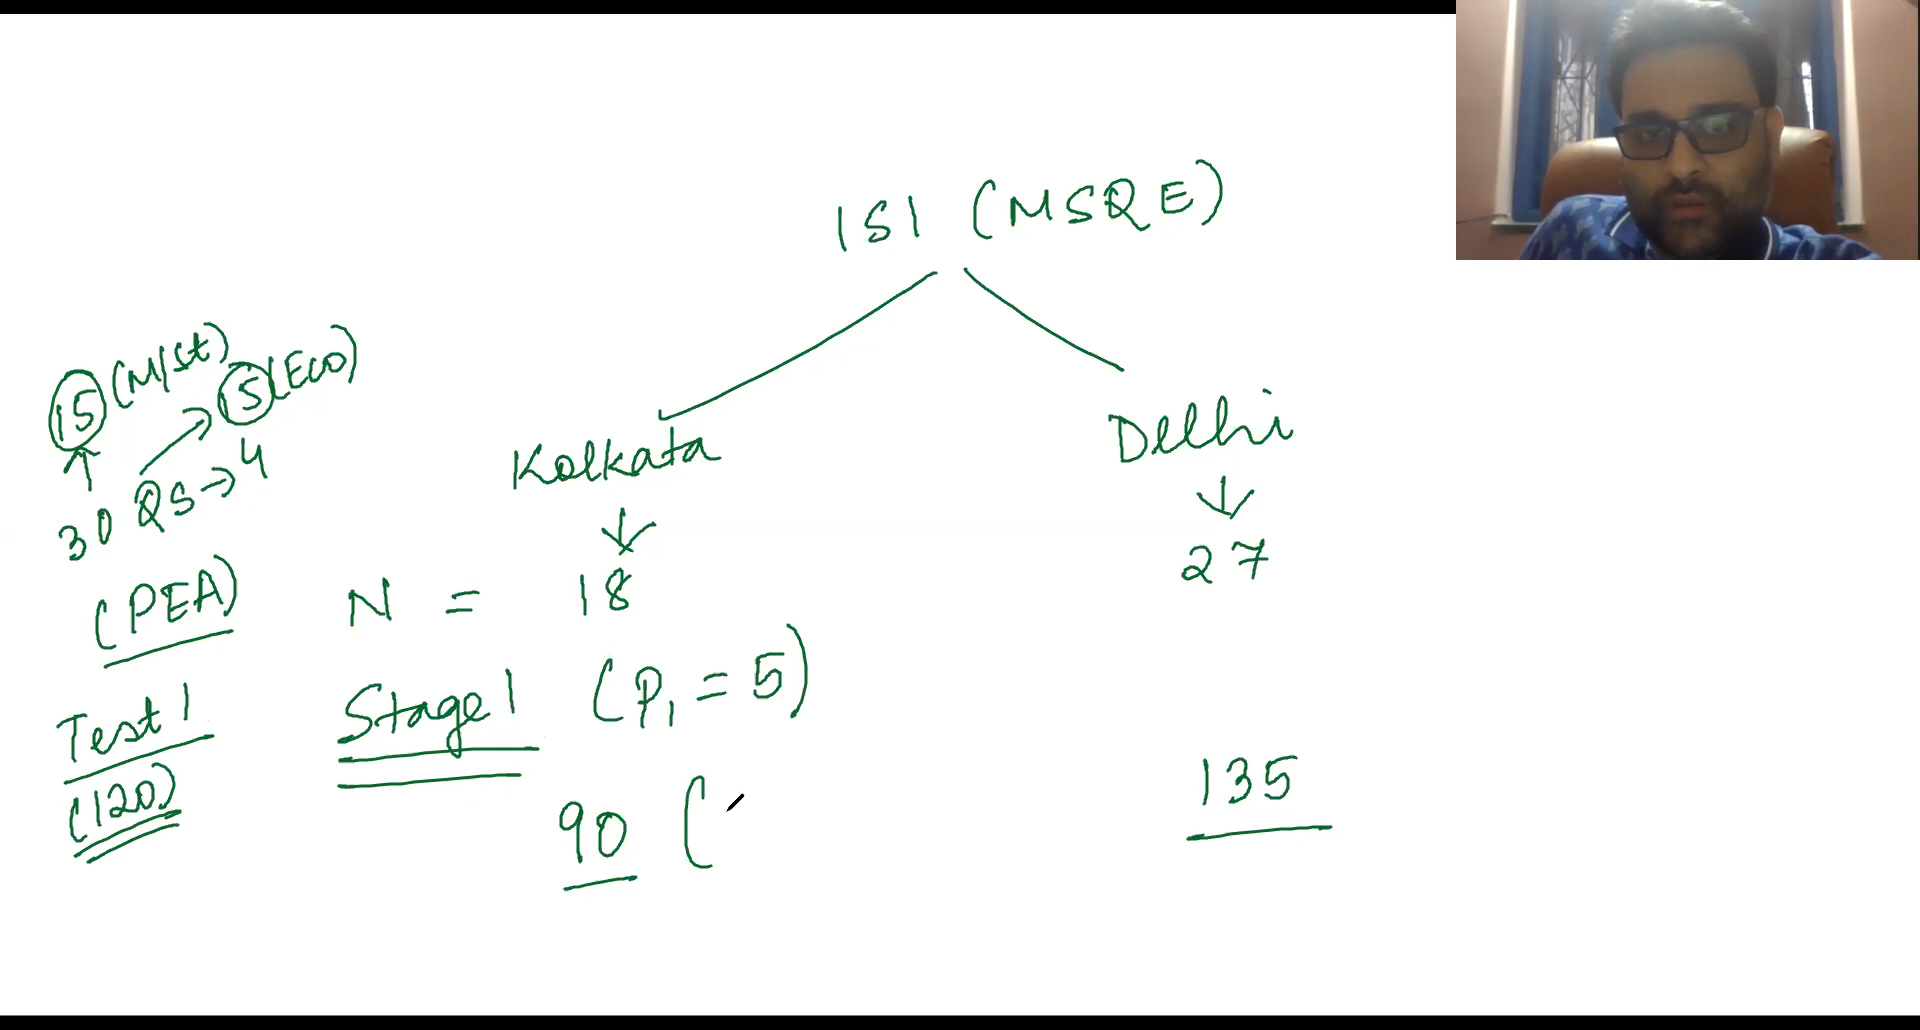 ISI (MSQE)
15 (M/St) 15 (Eco)
30 QS → 4
(PEA)
Test 1
(120)
Kolkata
Delhi
N = 18
27
Stage 1 (P₁ = 5)
90 (
135